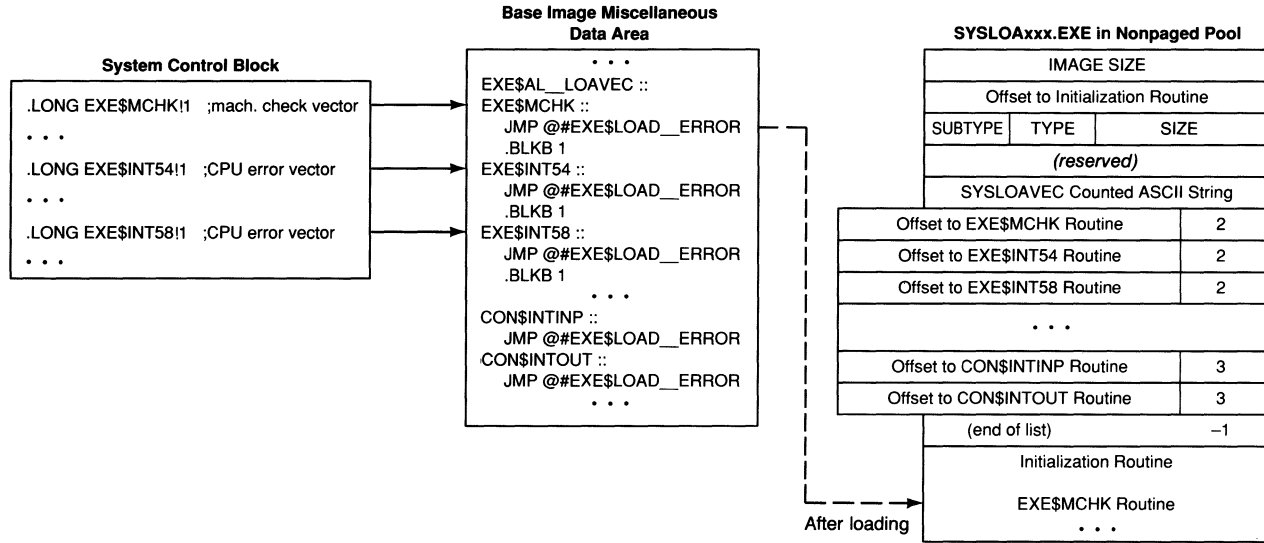 System Control Block
.LONG EXE$MCHK!1 ;mach. check vector
. . .
.LONG EXE$INT54!1 ;CPU error vector
. . .
.LONG EXE$INT58!1 ;CPU error vector
. . .
Base Image Miscellaneous
Data Area
. . .
EXE$AL__LOAVEC ::
EXE$MCHK ::
JMP @#EXE$LOAD__ERROR
.BLKB 1
EXE$INT54 ::
JMP @#EXE$LOAD__ERROR
.BLKB 1
EXE$INT58 ::
JMP @#EXE$LOAD__ERROR
.BLKB 1
. . .
CON$INTINP ::
JMP @#EXE$LOAD__ERROR
CON$INTOUT ::
JMP @#EXE$LOAD__ERROR
. . .
After loading
SYSLOAxxx.EXE in Nonpaged Pool
IMAGE SIZE
Offset to Initialization Routine
SUBTYPE TYPE SIZE
(reserved)
SYSLOAVEC Counted ASCII String
Offset to EXE$MCHK Routine 2
Offset to EXE$INT54 Routine 2
Offset to EXE$INT58 Routine 2
. . .
Offset to CON$INTINP Routine 3
Offset to CON$INTOUT Routine 3
(end of list) −1
Initialization Routine
EXE$MCHK Routine
. . .